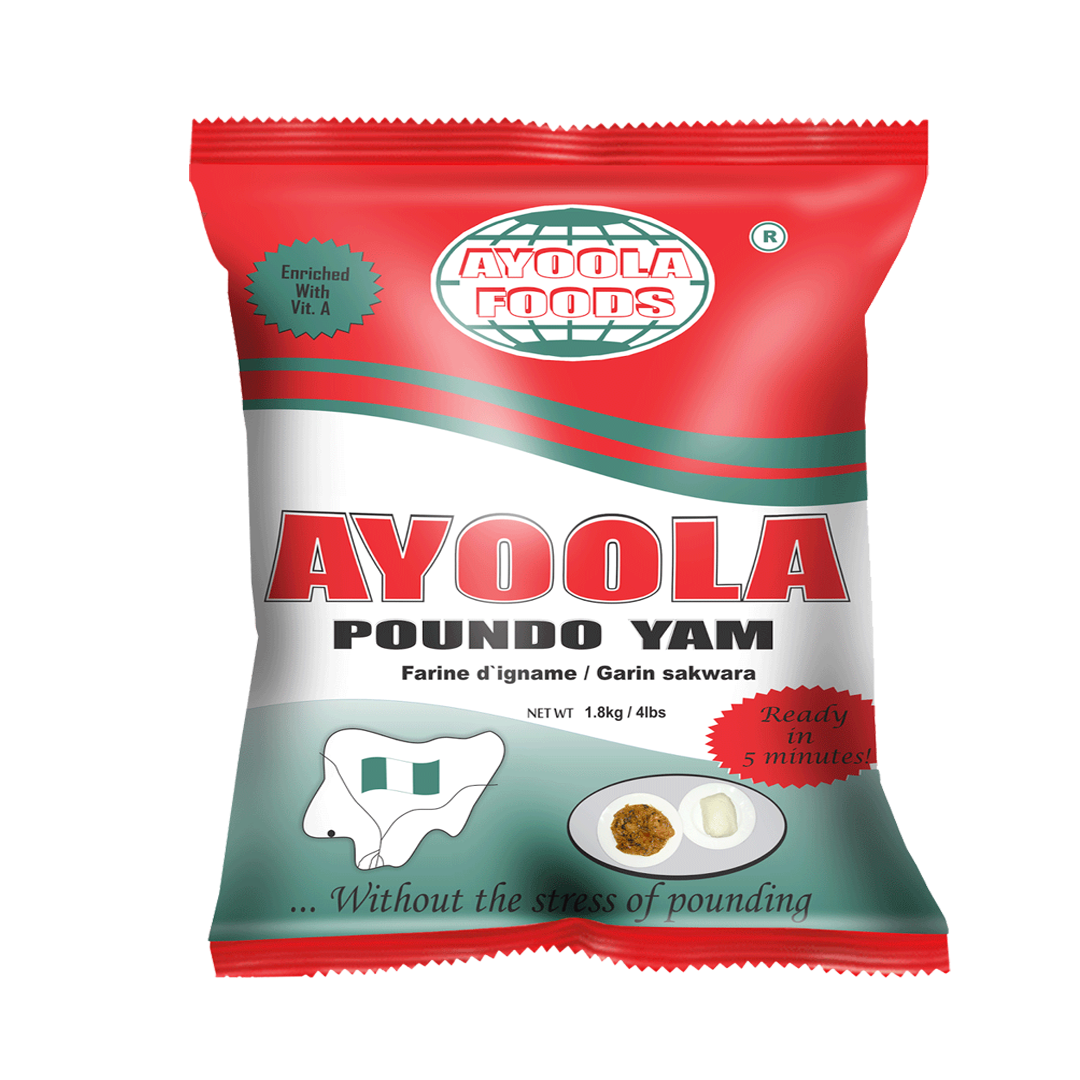 AYOOLA
FOODS
R
Enriched
With
Vit. A
AYOOLA
POUNDO YAM
Farine d`igname / Garin sakwara
NET WT 1.8kg / 4lbs
Ready
in
5 minutes!
... Without the stress of pounding